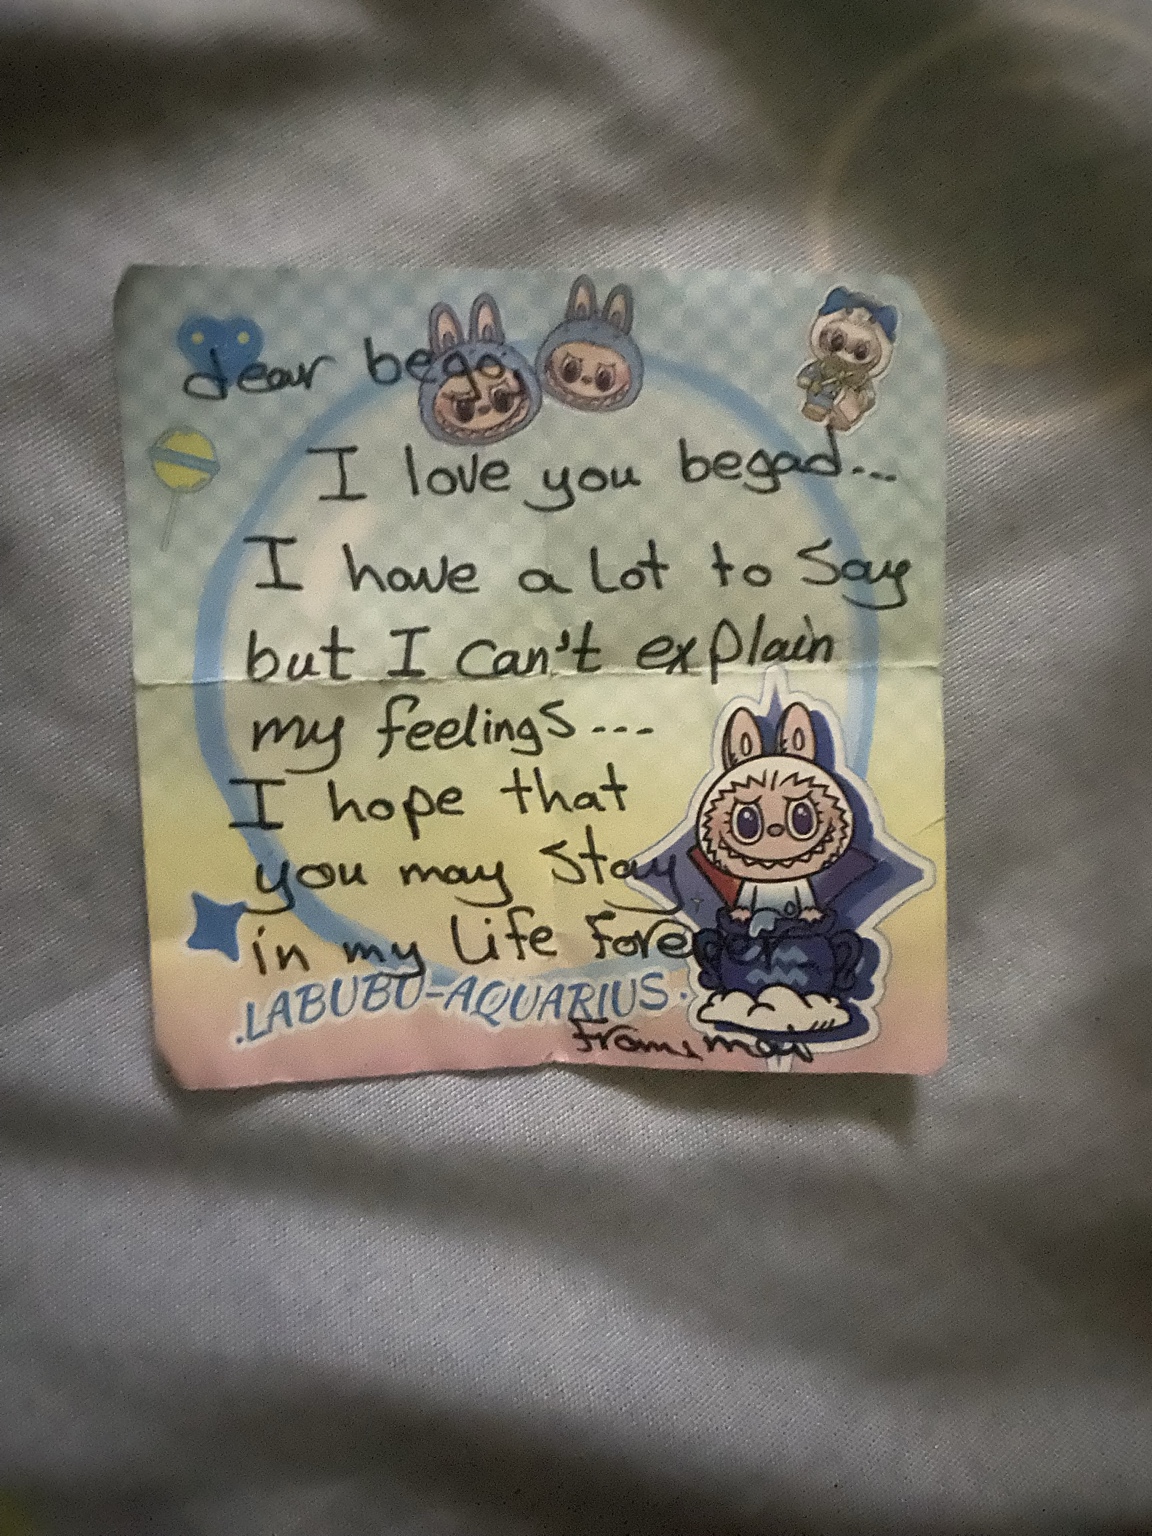 dear bego,
I love you begad...
I have a lot to say
but I can't explain
my feelings...
I hope that
you may stay
in my life forever
.LABUBU-AQUARIUS.
From: